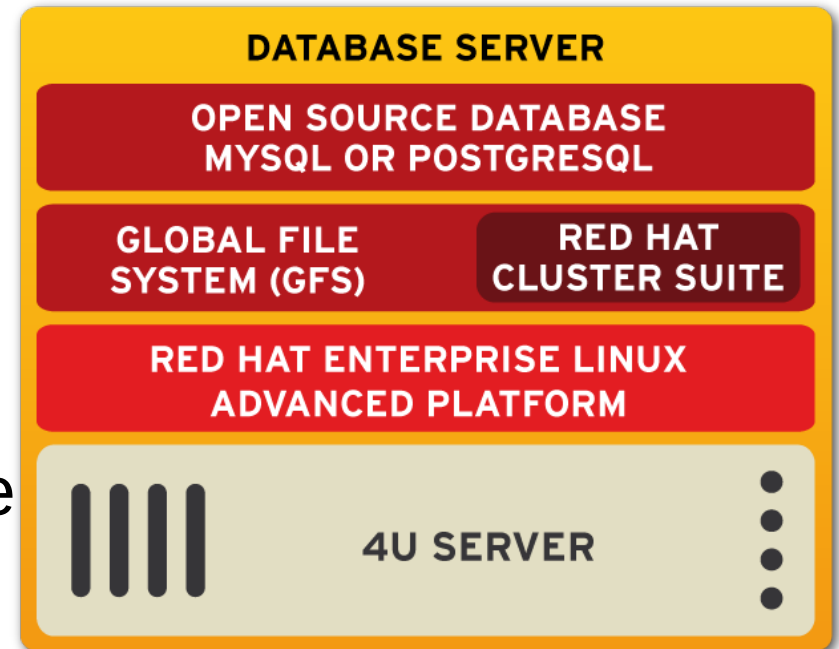 DATABASE SERVER
OPEN SOURCE DATABASE
MYSQL OR POSTGRESQL
GLOBAL FILE
SYSTEM (GFS)
RED HAT
CLUSTER SUITE
RED HAT ENTERPRISE LINUX
ADVANCED PLATFORM
e
4U SERVER